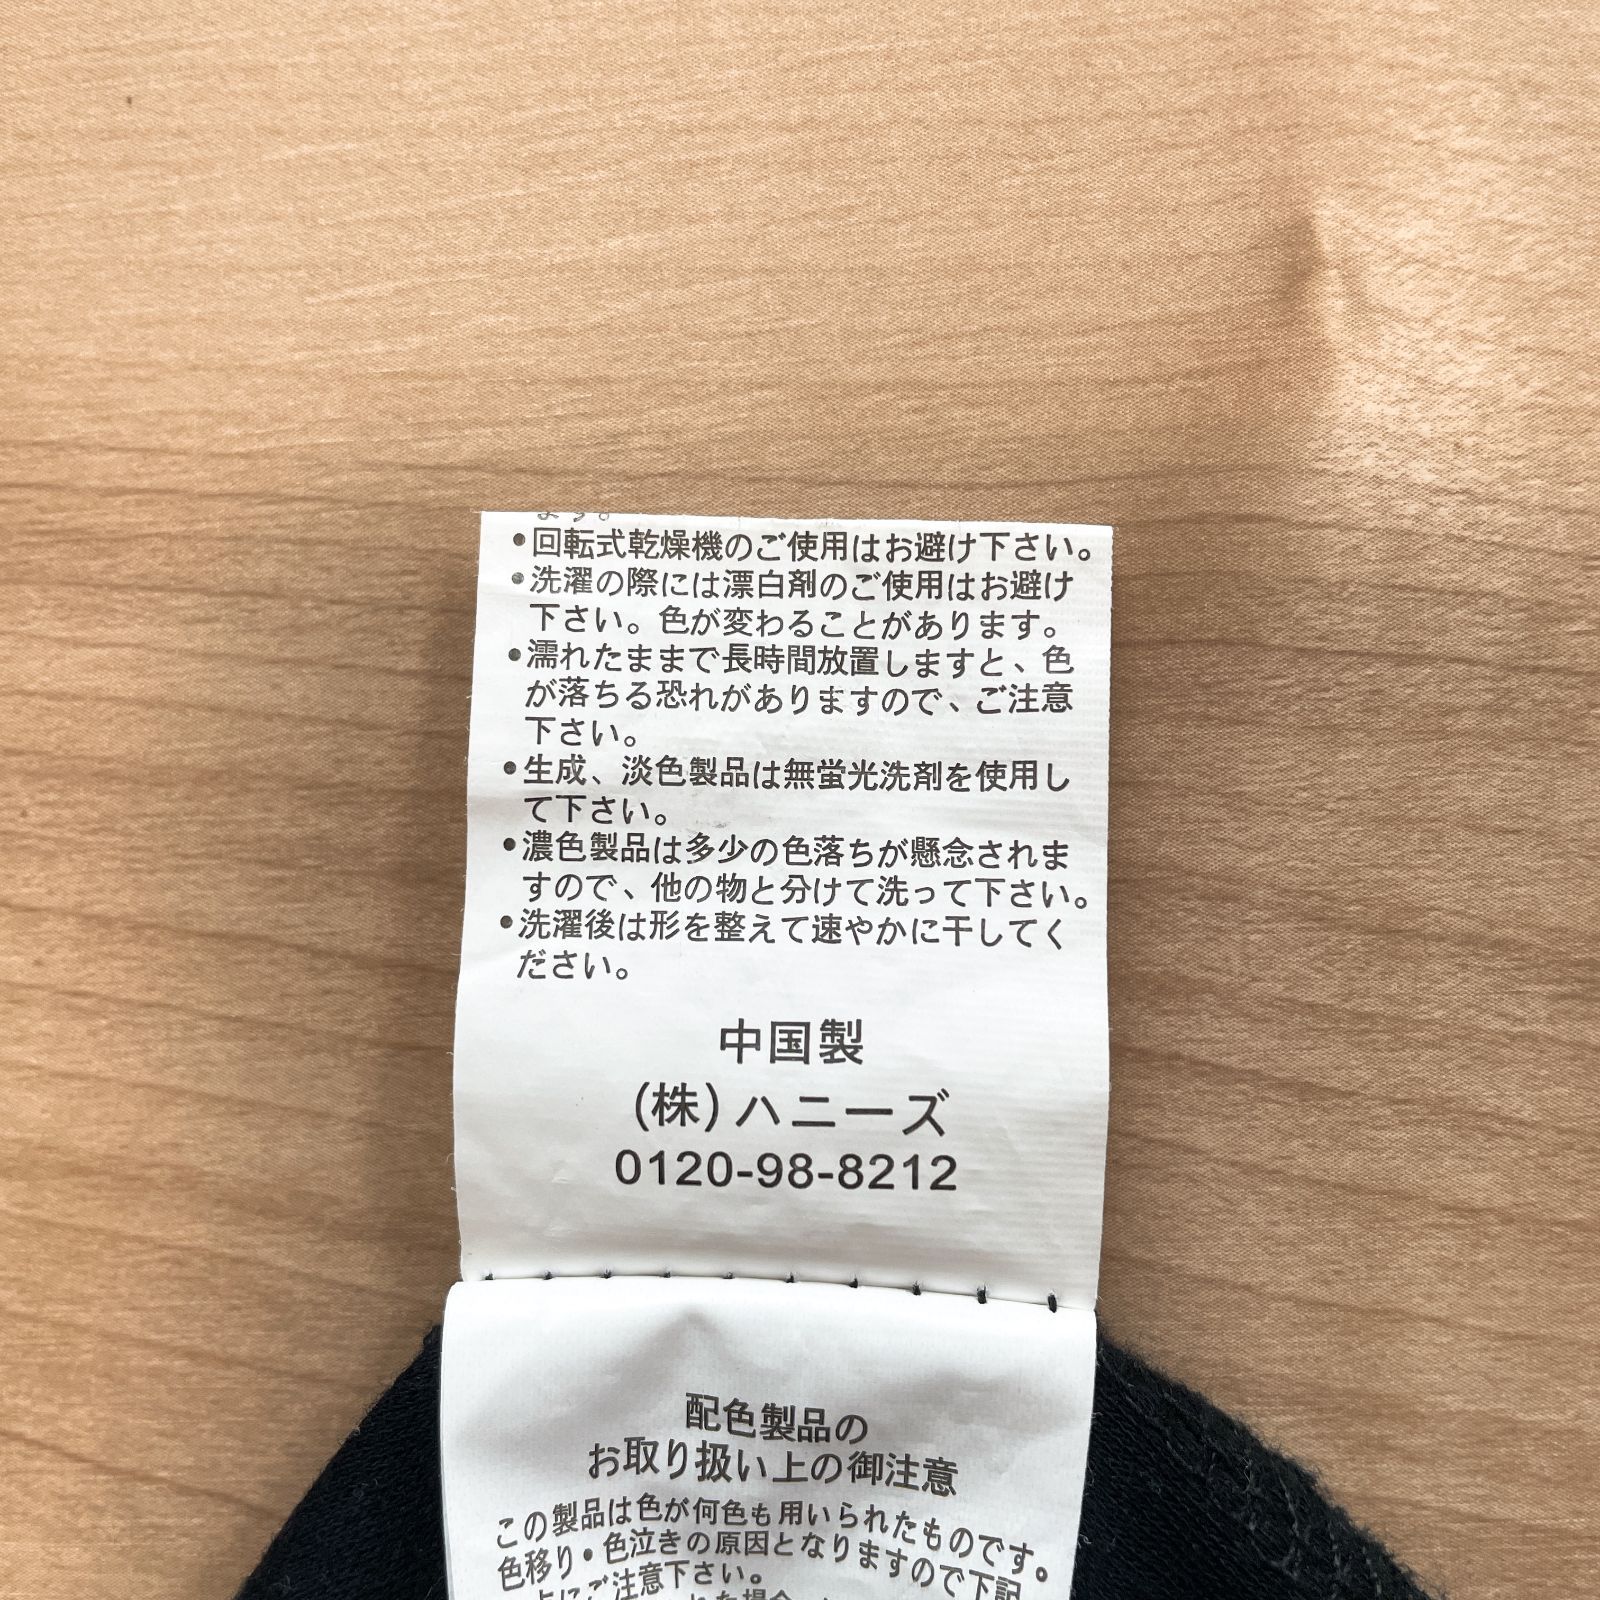 ます。
•回転式乾燥機のご使用はお避け下さい。
•洗濯の際には漂白剤のご使用はお避け
下さい。色が変わることがあります。
•濡れたままで長時間放置しますと、色
が落ちる恐れがありますので、ご注意
下さい。
•生成、淡色製品は無蛍光洗剤を使用し
て下さい。
•濃色製品は多少の色落ちが懸念されま
すので、他の物と分けて洗って下さい。
•洗濯後は形を整えて速やかに干してく
ださい。
中国製
(株)ハニーズ
0120-98-8212
配色製品の
お取り扱い上の御注意
この製品は色が何色も用いられたものです。
色移り・色泣きの原因となりますので下記
点にご注意下さい。